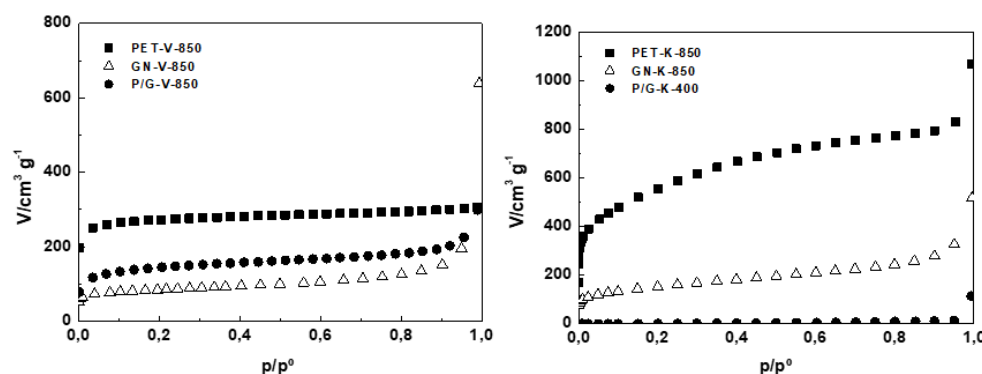 800
600
400
200
0
V/cm³ g⁻¹
PET-V-850
GN-V-850
P/G-V-850
0,0 0,2 0,4 0,6 0,8 1,0
p/p⁰
1200
1000
800
600
400
200
0
V/cm³ g⁻¹
PET-K-850
GN-K-850
P/G-K-400
0,0 0,2 0,4 0,6 0,8 1,0
p/p⁰